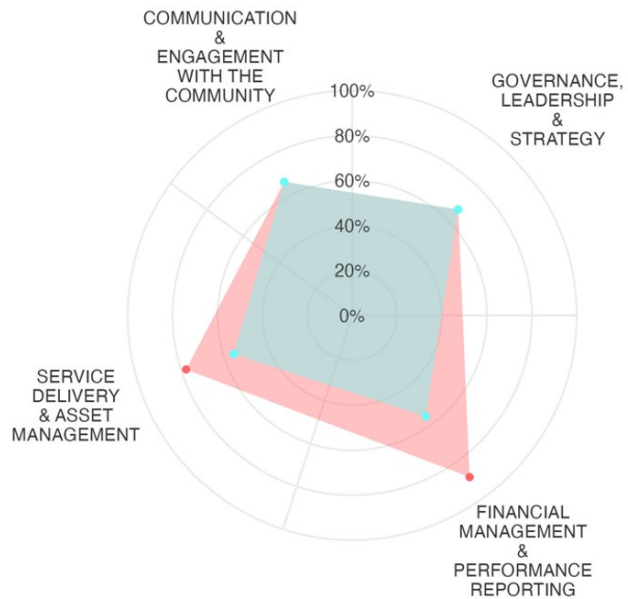 COMMUNICATION
&
ENGAGEMENT
WITH THE
COMMUNITY
GOVERNANCE,
LEADERSHIP
&
STRATEGY
100%
80%
60%
40%
20%
0%
SERVICE
DELIVERY
& ASSET
MANAGEMENT
FINANCIAL
MANAGEMENT
&
PERFORMANCE
REPORTING